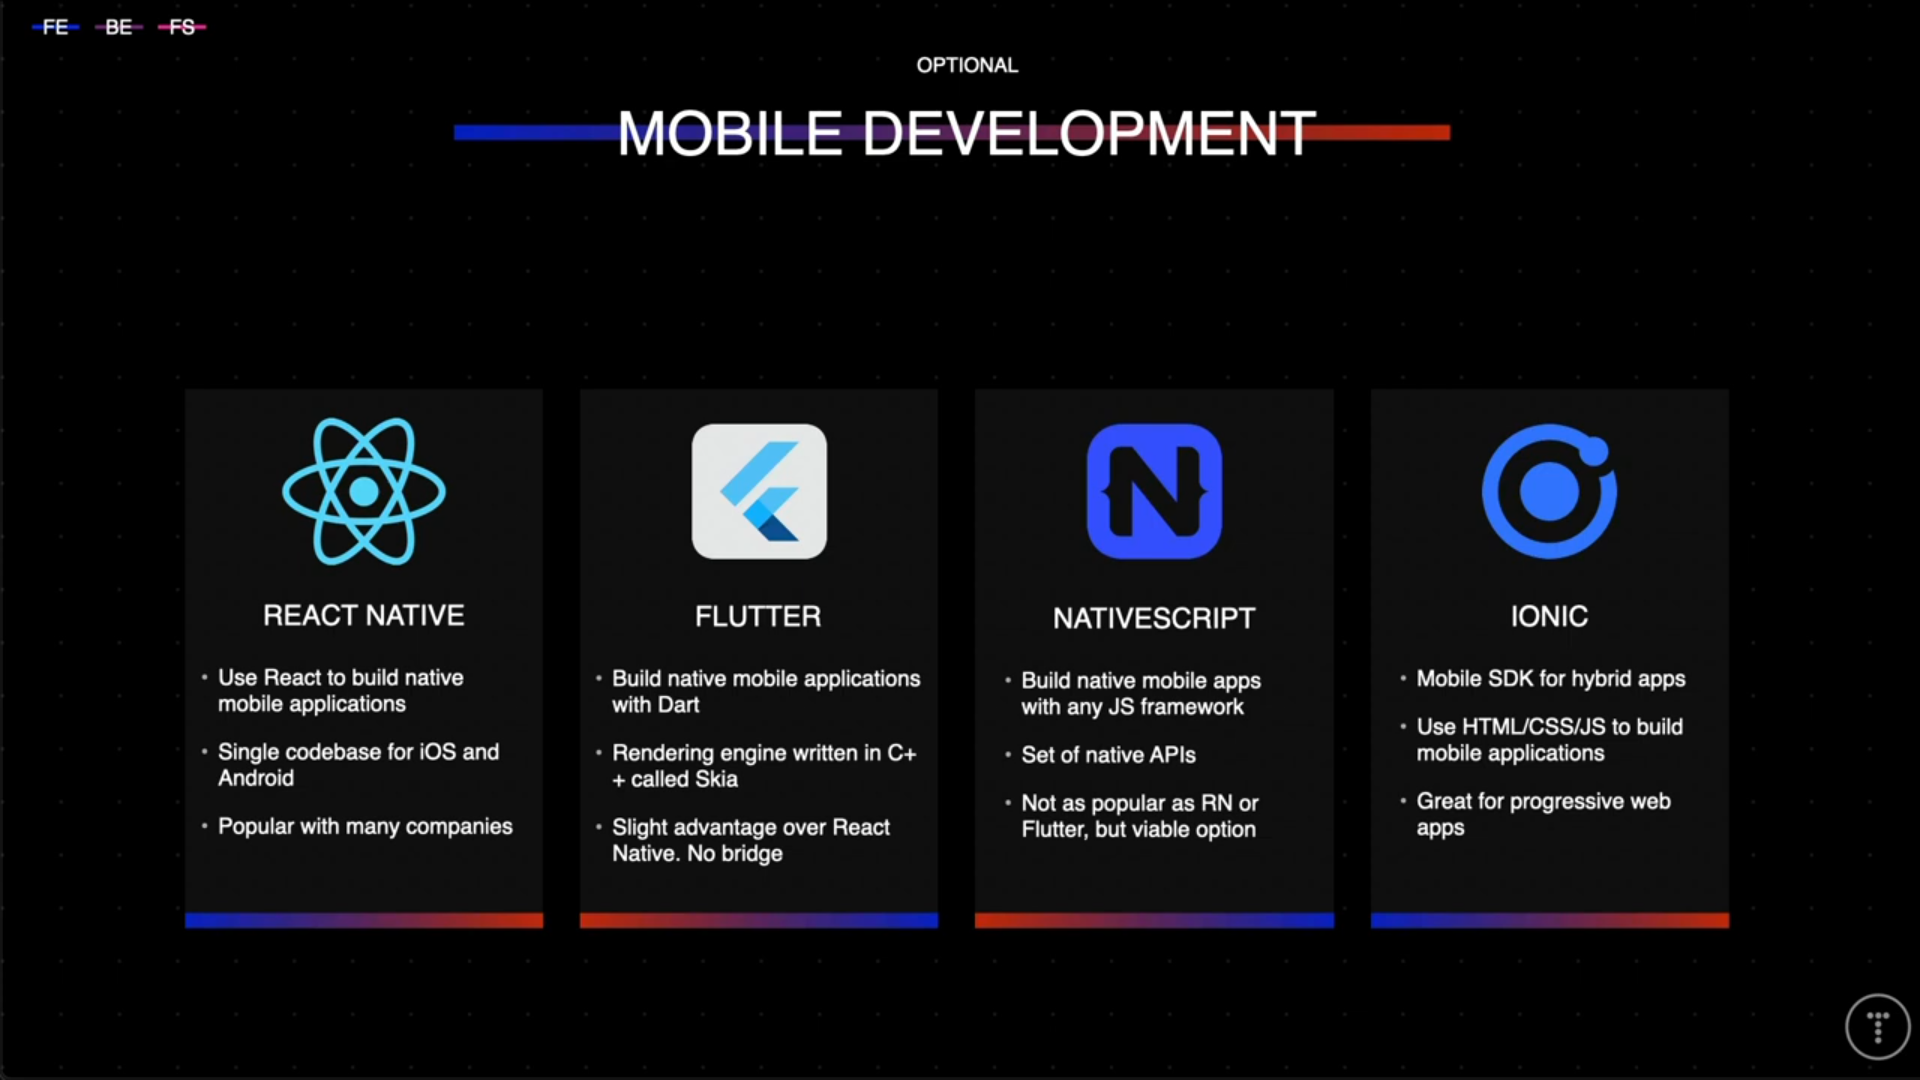 FE BE FS
OPTIONAL
MOBILE DEVELOPMENT
REACT NATIVE
• Use React to build native
mobile applications
• Single codebase for iOS and
Android
• Popular with many companies
FLUTTER
• Build native mobile applications
with Dart
• Rendering engine written in C+
+ called Skia
• Slight advantage over React
Native. No bridge
NATIVESCRIPT
• Build native mobile apps
with any JS framework
• Set of native APIs
• Not as popular as RN or
Flutter, but viable option
IONIC
• Mobile SDK for hybrid apps
• Use HTML/CSS/JS to build
mobile applications
• Great for progressive web
apps